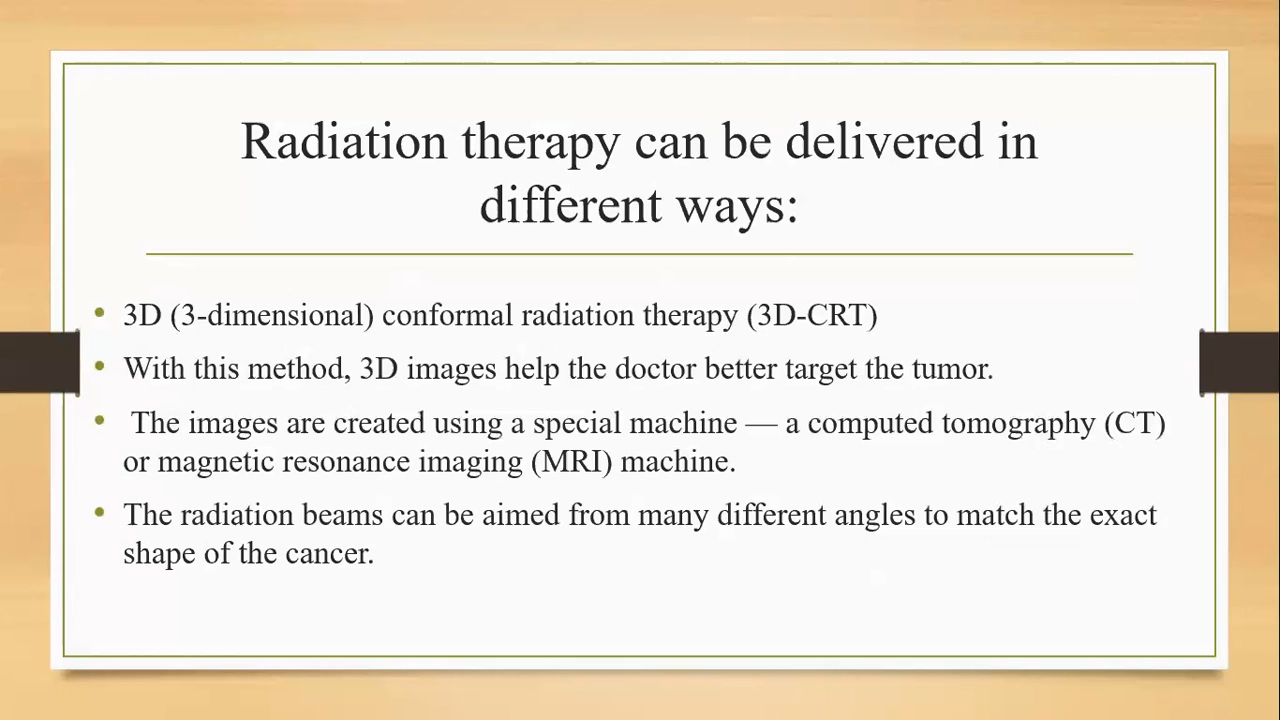 Radiation therapy can be delivered in
different ways:
• 3D (3-dimensional) conformal radiation therapy (3D-CRT)
• With this method, 3D images help the doctor better target the tumor.
• The images are created using a special machine — a computed tomography (CT)
or magnetic resonance imaging (MRI) machine.
• The radiation beams can be aimed from many different angles to match the exact
shape of the cancer.